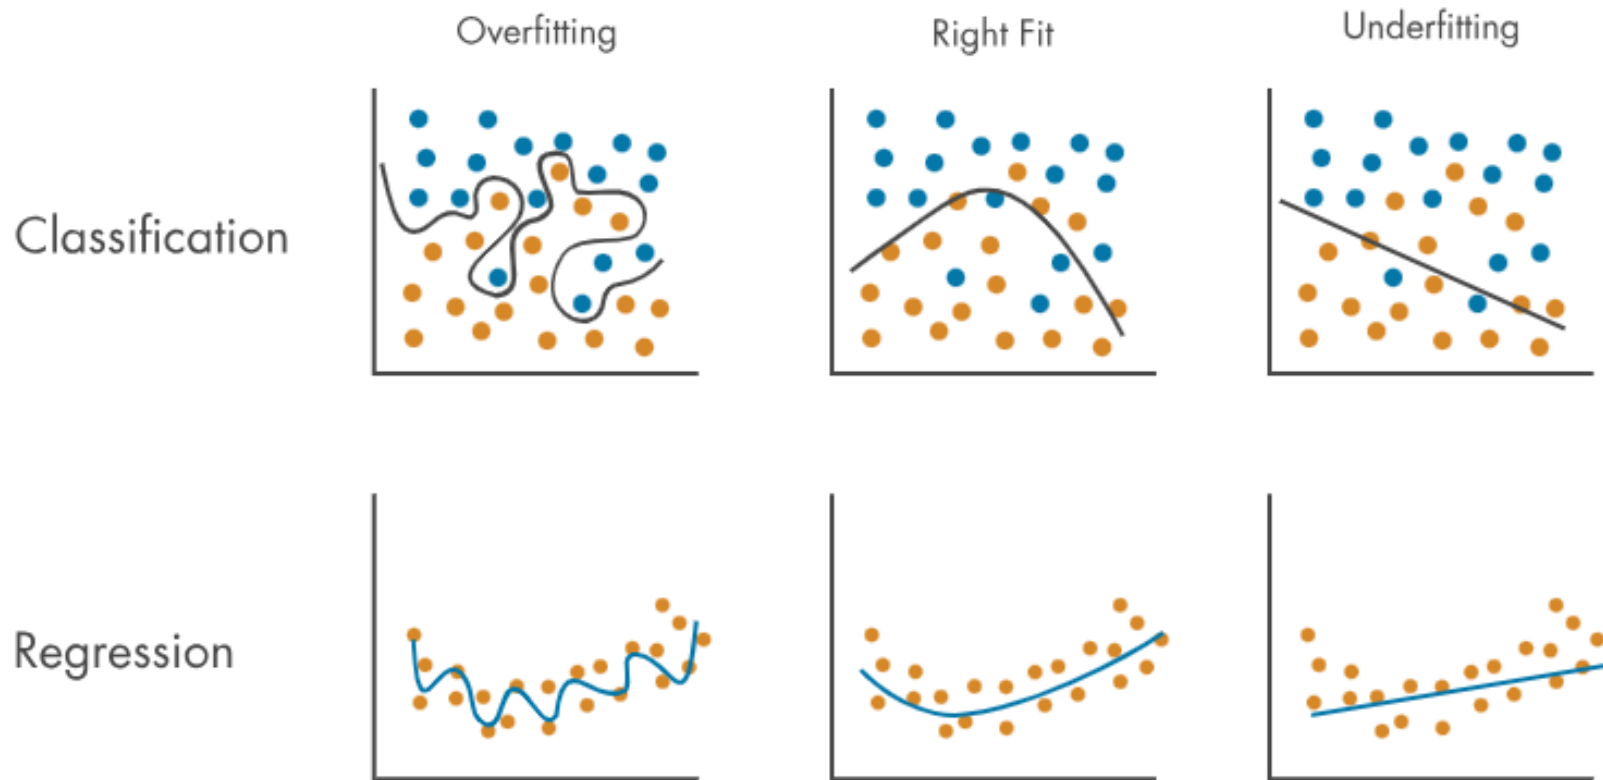 Overfitting
Right Fit
Underfitting
Classification
Regression